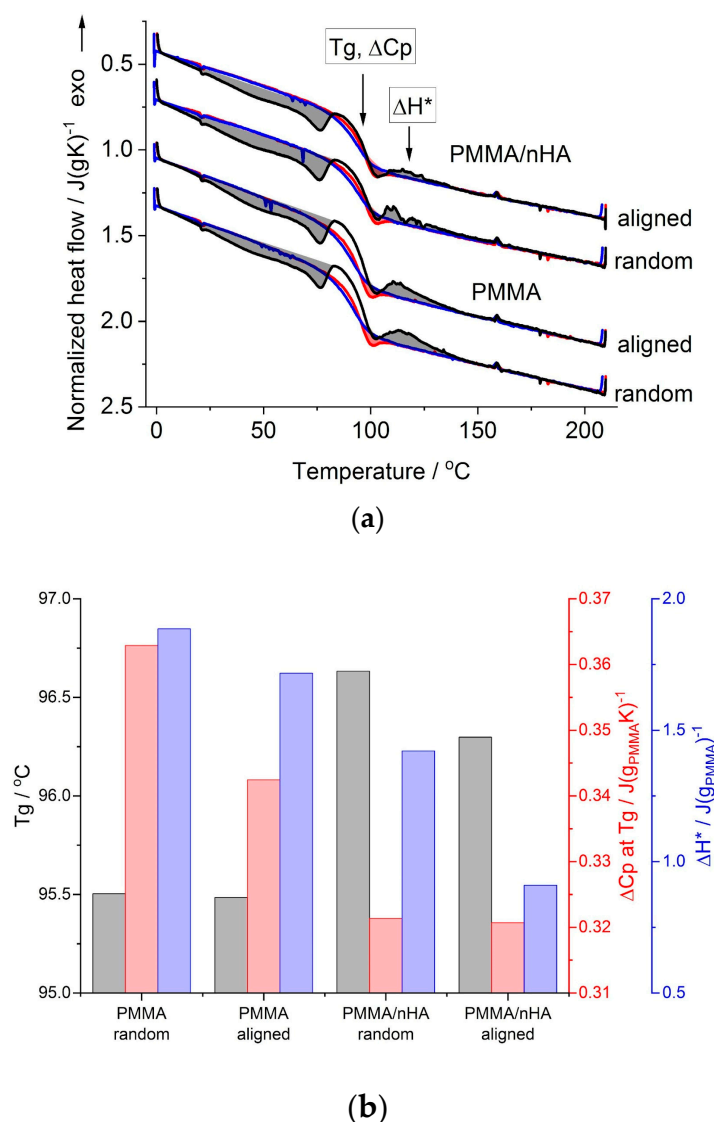 Normalized heat flow / J(gK)⁻¹ exo →
0.5
1.0
1.5
2.0
2.5
Tg, ΔCp
ΔH*
PMMA/nHA
aligned
random
PMMA
aligned
random
0 50 100 150 200
Temperature / °C
(a)
Tg / °C
97.0
96.5
96.0
95.5
95.0
0.37
0.36
0.35
0.34
0.33
0.32
0.31
ΔCp at Tg / J(g_PMMA K)⁻¹
2.0
1.5
1.0
0.5
ΔH* / J(g_PMMA)⁻¹
PMMA PMMA PMMA/nHA PMMA/nHA
random aligned random aligned
(b)